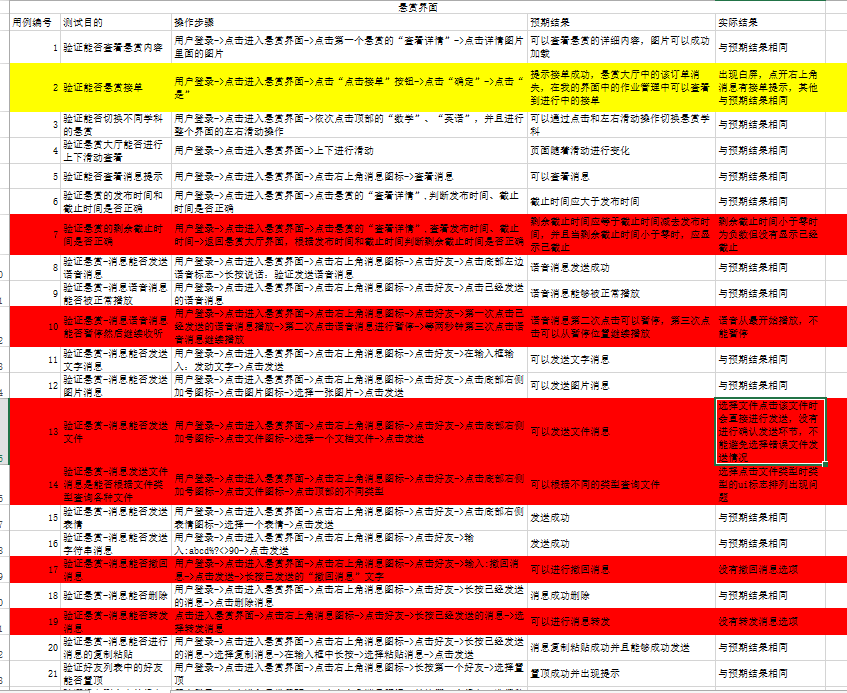 悬赏界面
用例编号 测试目的 操作步骤 预期结果 实际结果
1 验证能否查看悬赏内容 用户登录->点击进入悬赏界面->点击第一个悬赏的“查看详情”->点击详情图片
里面的图片 可以查看悬赏的详细内容，图片可以成功
加载 与预期结果相同
2 验证能否悬赏接单 用户登录->点击进入悬赏界面->点击“点击接单”按钮->点击“确定”->点击“
是” 提示接单成功，悬赏大厅中的该订单消
失，在我的界面中的作业管理中可以查看
到进行中的接单 出现白屏，点开右上角
消息有接单提示，其他
与预期结果相同
3 验证能否切换不同学科
的悬赏 用户登录->点击进入悬赏界面->依次点击顶部的“数学”、“英语”，并且进行
整个界面的左右滑动操作 可以通过点击和左右滑动操作切换悬赏学
科 与预期结果相同
4 验证悬赏大厅能否进行
上下滑动查看 用户登录->点击进入悬赏界面->上下进行滑动 页面随着滑动进行变化 与预期结果相同
5 验证能否查看消息提示 用户登录->点击进入悬赏界面->点击右上角消息图标->查看消息 可以查看消息 与预期结果相同
6 验证悬赏的发布时间和
截止时间是否正确 用户登录->点击进入悬赏界面->点击悬赏的“查看详情”,判断发布时间、截止
时间是否正确 截止时间应大于发布时间 与预期结果相同
7 验证悬赏的剩余截止时
间是否正确 用户登录->点击进入悬赏界面->点击悬赏的“查看详情”,查看发布时间、截止
时间->返回悬赏大厅界面，根据发布时间和截止时间判断剩余截止时间是否正确 剩余截止时间应等于截止时间减去发布时
间，并且当剩余截止时间小于零时，应显
示已截止 剩余截止时间小于零时
为负数但没有显示已经
截止
8 验证悬赏-消息能否发送
语音消息 用户登录->点击进入悬赏界面->点击右上角消息图标->点击好友->点击底部左边
语音标志->长按说话：验证发送语音消息 语音消息发送成功 与预期结果相同
9 验证悬赏-消息语音消息
能否被正常播放 用户登录->点击进入悬赏界面->点击右上角消息图标->点击好友->点击已经发送
的语音消息 语音消息能够被正常播放 与预期结果相同
10 验证悬赏-消息语音消息
能否暂停然后继续收听 用户登录->点击进入悬赏界面->点击右上角消息图标->点击好友->第一次点击已
经发送的语音消息播放->第二次点击语音消息进行暂停->等两秒钟第三次点击语
音消息继续播放 语音消息第二次点击可以暂停，第三次点
击可以从暂停位置继续播放 语音从最开始播放，不
能暂停
11 验证悬赏-消息能否发送
文字消息 用户登录->点击进入悬赏界面->点击右上角消息图标->点击好友->在输入框输
入：发动文字->点击发送 可以发送文字消息 与预期结果相同
12 验证悬赏-消息能否发送
图片消息 用户登录->点击进入悬赏界面->点击右上角消息图标->点击好友->点击底部右侧
加号图标->点击图片图标->选择一张图片->点击发送 可以发送图片消息 与预期结果相同
13 验证悬赏-消息能否发送
文件 用户登录->点击进入悬赏界面->点击右上角消息图标->点击好友->点击底部右侧
加号图标->点击文件图标->选择一个文档文件->点击发送 可以发送文件消息 选择文件点击该文件时
会直接进行发送，没有
进行确认发送环节，不
能避免选择错误文件发
送情况
14 验证悬赏-消息发送文件
消息是能否根据文件类
型查询各种文件 用户登录->点击进入悬赏界面->点击右上角消息图标->点击好友->点击底部右侧
加号图标->点击文件图标->点击顶部的不同类型 可以根据不同的类型查询文件 选择点击文件类型时类
型的ui标志排列出现问
题
15 验证悬赏-消息能否发送
表情 用户登录->点击进入悬赏界面->点击右上角消息图标->点击好友->点击底部右侧
表情图标->选择一个表情->点击发送 发送成功 与预期结果相同
16 验证悬赏-消息能否发送
字符串消息 用户登录->点击进入悬赏界面->点击右上角消息图标->点击好友->输
入:abcd%?<>90->点击发送 发送成功 与预期结果相同
17 验证悬赏-消息能否撤回
消息 用户登录->点击进入悬赏界面->点击右上角消息图标->点击好友->输入:撤回消
息->点击发送->长按已发送的“撤回消息”文字 可以进行撤回消息 没有撤回消息选项
18 验证悬赏-消息能否删除 用户登录->点击进入悬赏界面->点击右上角消息图标->点击好友->长按已经发送
的消息->点击删除消息 消息成功删除 与预期结果相同
19 验证悬赏-消息能否转发
消息 点击进入悬赏界面->点击右上角消息图标->点击好友->长按已经发送的消息->选
择转发消息 可以进行消息转发 没有转发消息选项
20 验证悬赏-消息能否进行
消息的复制粘贴 用户登录->点击进入悬赏界面->点击右上角消息图标->点击好友->长按已经发送
的消息->选择复制消息->在输入框中长按->选择粘贴消息->点击发送 消息复制粘贴成功并且能够成功发送 与预期结果相同
21 验证好友列表中的好友
能否置顶 用户登录->点击进入悬赏界面->点击右上角消息图标->长按第一个好友->选择置
顶 置顶成功并出现提示 与预期结果相同